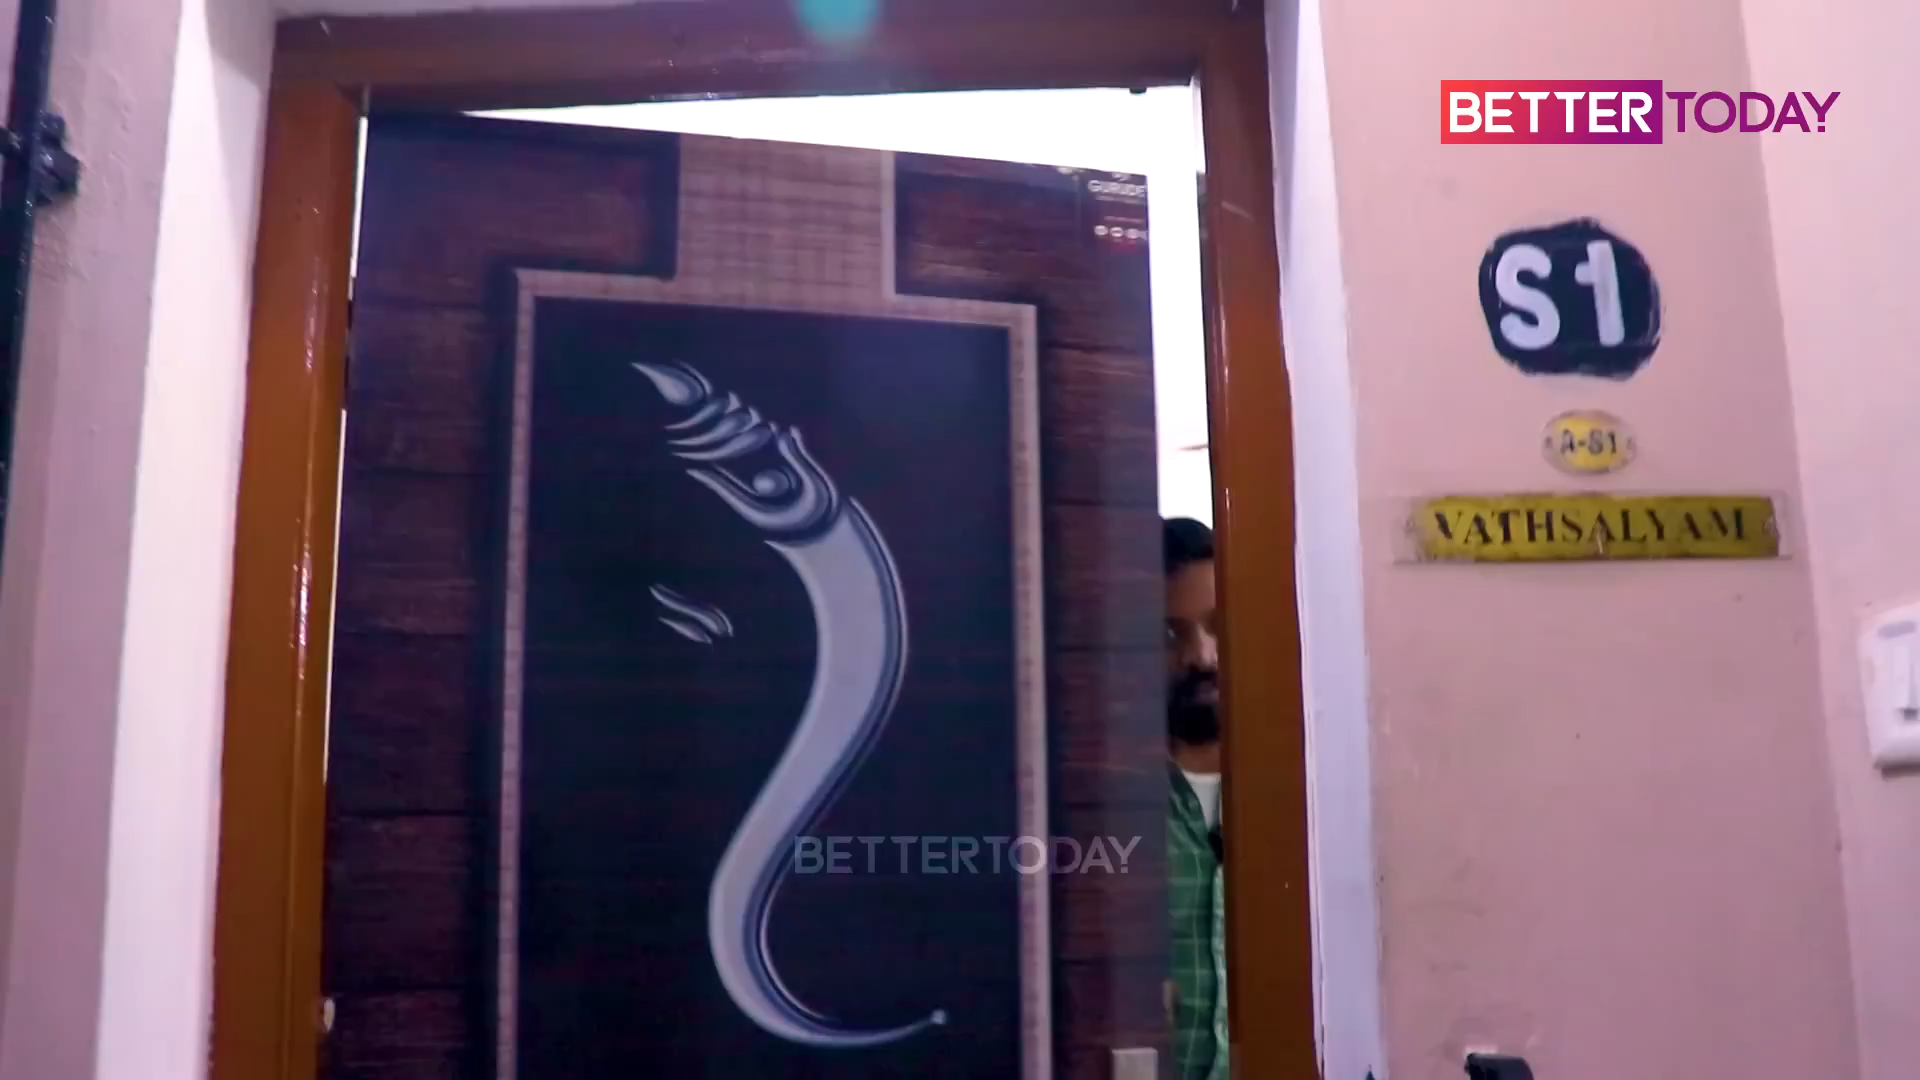 BETTER TODAY
S1
A-S1
VATHSALYAM
BETTERTODAY